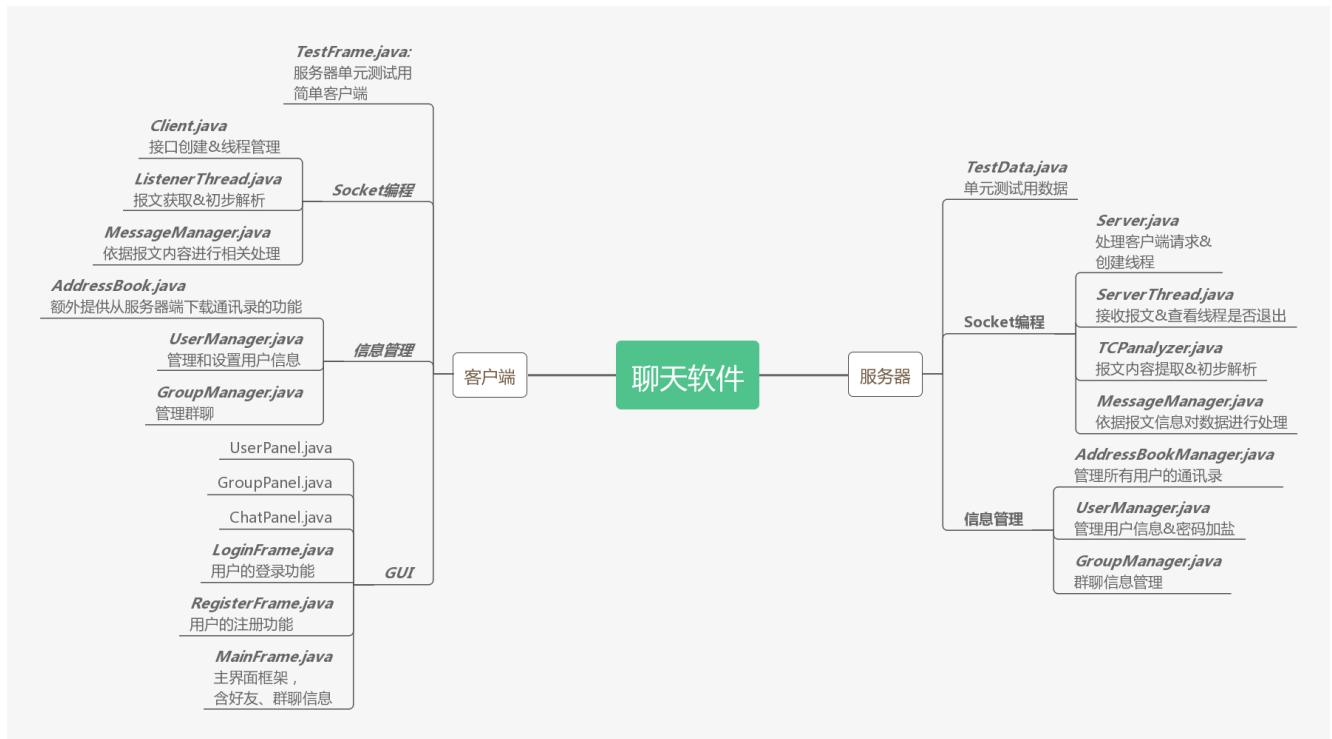 TestFrame.java:
服务器单元测试用
简单客户端
Client.java
接口创建&线程管理
ListenerThread.java
报文获取&初步解析
MessageManager.java
依据报文内容进行相关处理
Socket编程
AddressBook.java
额外提供从服务器端下载通讯录的功能
UserManager.java
管理和设置用户信息
GroupManager.java
管理群聊
信息管理
UserPanel.java
GroupPanel.java
ChatPanel.java
LoginFrame.java
用户的登录功能
RegisterFrame.java
用户的注册功能
MainFrame.java
主界面框架，
含好友、群聊信息
GUI
客户端
聊天软件
服务器
TestData.java
单元测试用数据
Socket编程
Server.java
处理客户端请求&
创建线程
ServerThread.java
接收报文&查看线程是否退出
TCPanalyzer.java
报文内容提取&初步解析
MessageManager.java
依据报文信息对数据进行处理
信息管理
AddressBookManager.java
管理所有用户的通讯录
UserManager.java
管理用户信息&密码加盐
GroupManager.java
群聊信息管理